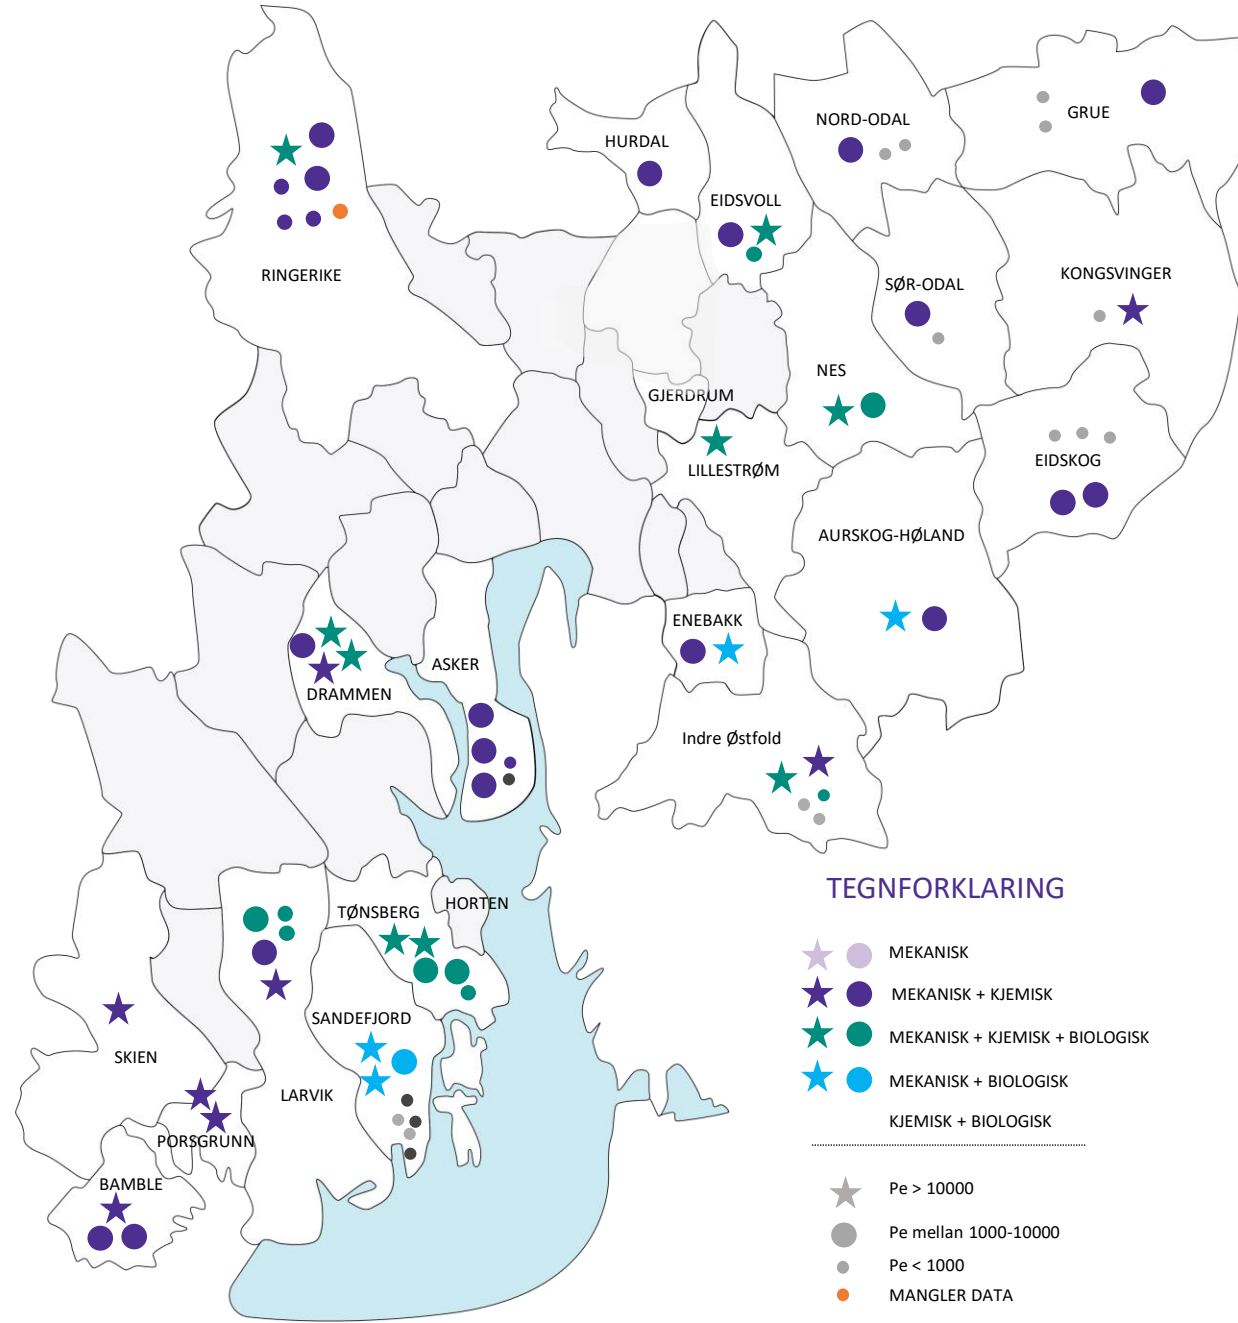 NORD-ODAL
GRUE
HURDAL
EIDSVOLL
RINGERIKE
SØR-ODAL
KONGSVINGER
NES
GJERDRUM
LILLESTRØM
EIDSKOG
AURSKOG-HØLAND
ENEBAKK
ASKER
DRAMMEN
Indre Østfold
TEGNFORKLARING
HORTEN
TØNSBERG
MEKANISK
MEKANISK + KJEMISK
SANDEFJORD
MEKANISK + KJEMISK + BIOLOGISK
SKIEN
MEKANISK + BIOLOGISK
LARVIK
KJEMISK + BIOLOGISK
PORSGRUNN
BAMBLE
Pe > 10000
Pe mellan 1000-10000
Pe < 1000
MANGLER DATA